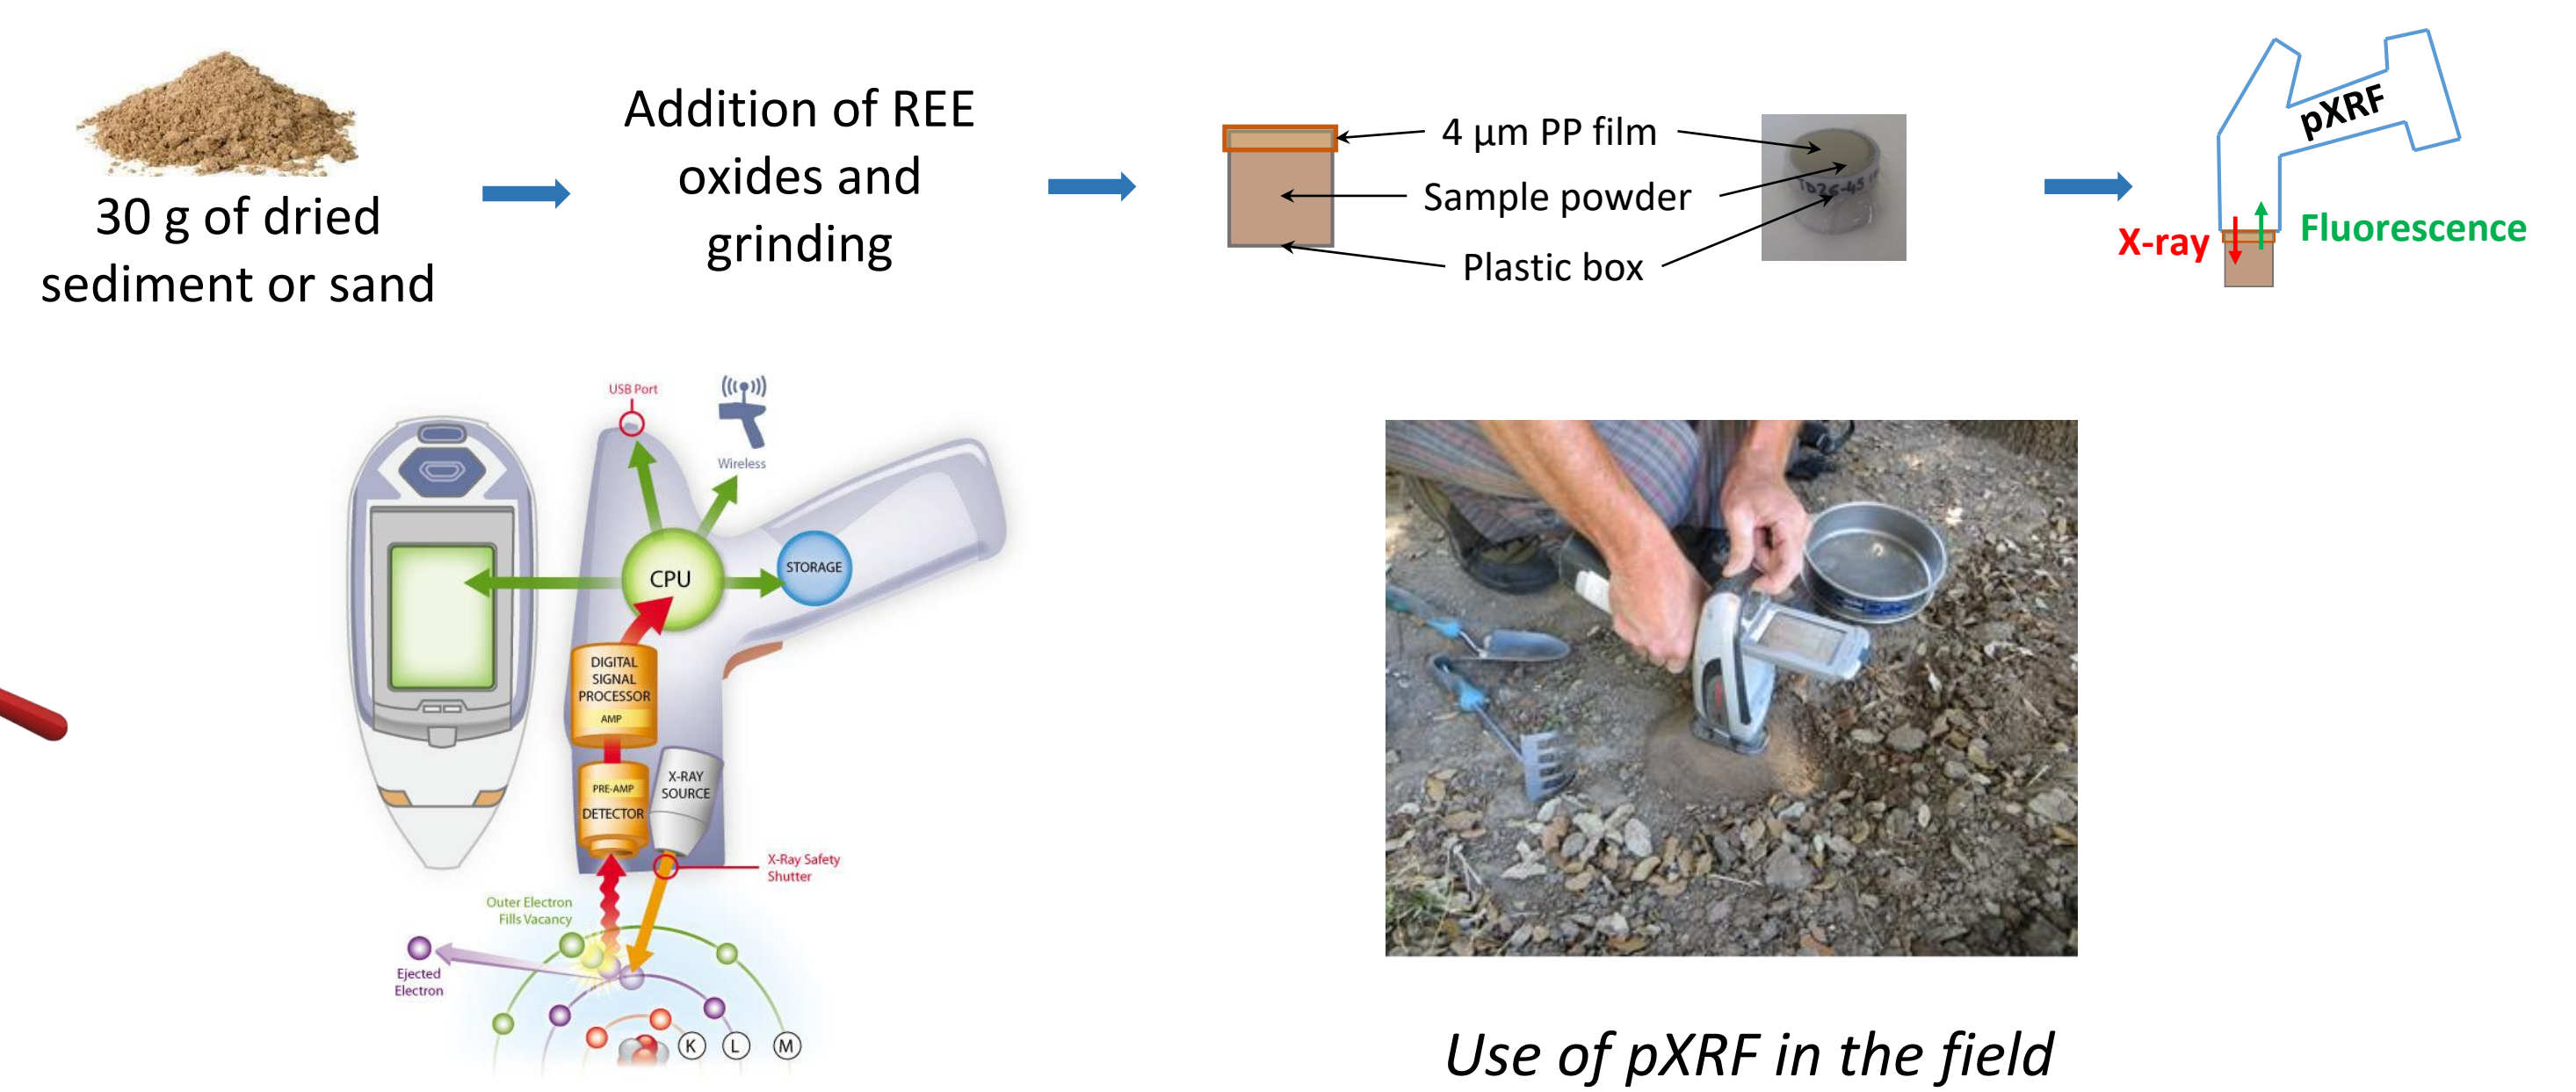 30 g of dried
sediment or sand
Addition of REE
oxides and
grinding
4 µm PP film
Sample powder
Plastic box
TD26-45
pXRF
X-ray
Fluorescence
USB Port
Wireless
CPU
STORAGE
DIGITAL
SIGNAL
PROCESSOR
AMP
PRE-AMP
DETECTOR
X-RAY
SOURCE
X-Ray Safety
Shutter
Outer Electron
Fills Vacancy
Ejected
Electron
K
L
M
Use of pXRF in the field